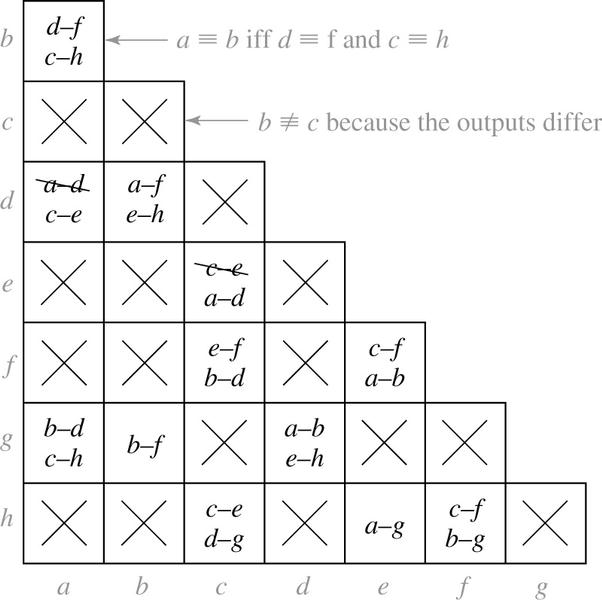 b
d–f
c–h
a ≡ b iff d ≡ f and c ≡ h
c
b ≢ c because the outputs differ
d
a–d
c–e
a–f
e–h
e
c–e
a–d
f
e–f
b–d
c–f
a–b
g
b–d
c–h
b–f
a–b
e–h
h
c–e
d–g
a–g
c–f
b–g
a b c d e f g